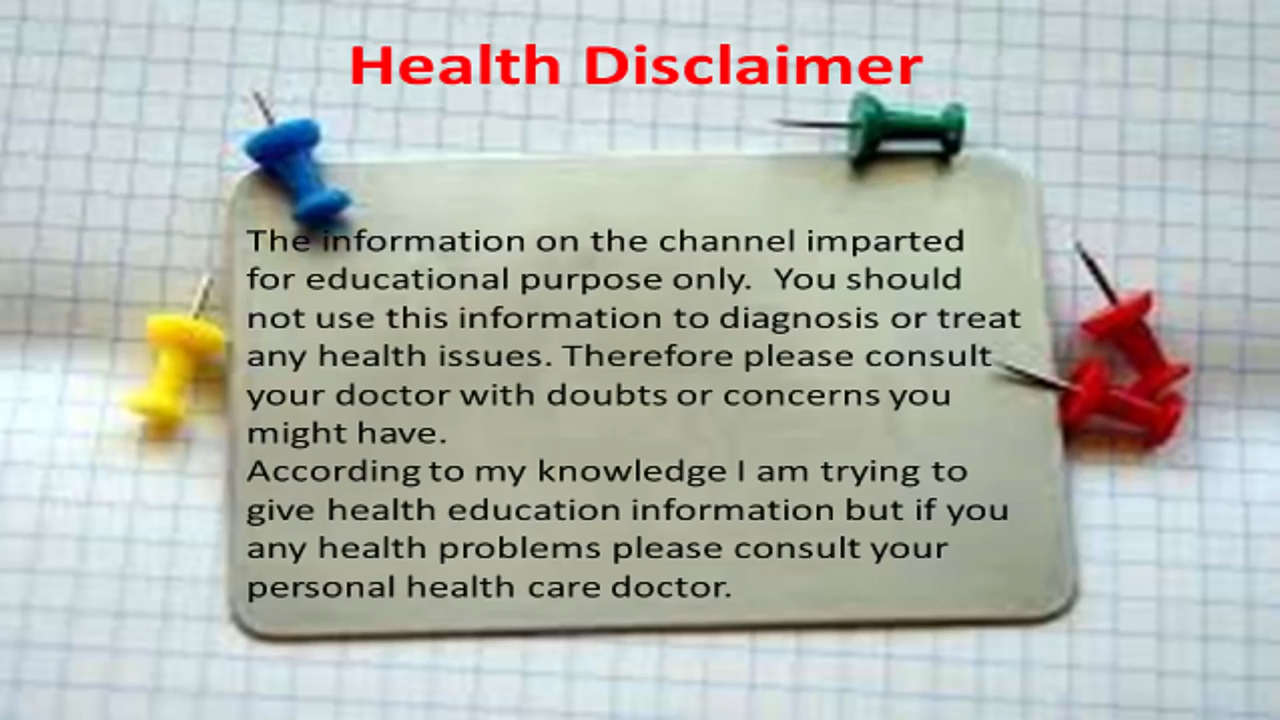 Health Disclaimer
The information on the channel imparted
for educational purpose only.  You should
not use this information to diagnosis or treat
any health issues. Therefore please consult
your doctor with doubts or concerns you
might have.
According to my knowledge I am trying to
give health education information but if you
any health problems please consult your
personal health care doctor.